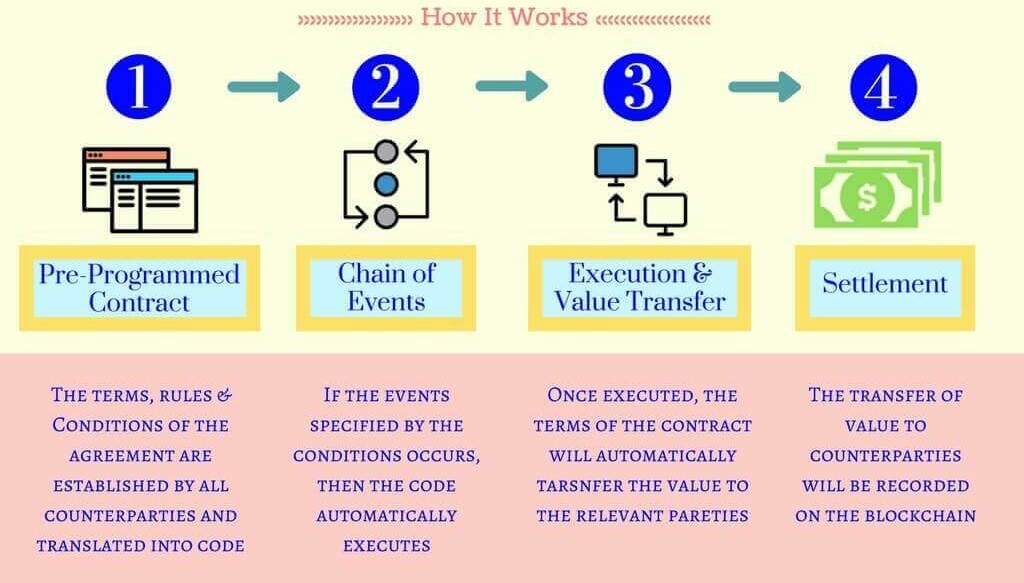 How It Works
1
2
3
4
$
Pre-Programmed
Contract
Chain of
Events
Execution &
Value Transfer
Settlement
The terms, rules &
Conditions of the
agreement are
established by all
counterparties and
translated into code
If the events
specified by the
conditions occurs,
then the code
automatically
executes
Once executed, the
terms of the contract
will automatically
tarsnfer the value to
the relevant pareties
The transfer of
value to
counterparties
will be recorded
on the blockchain